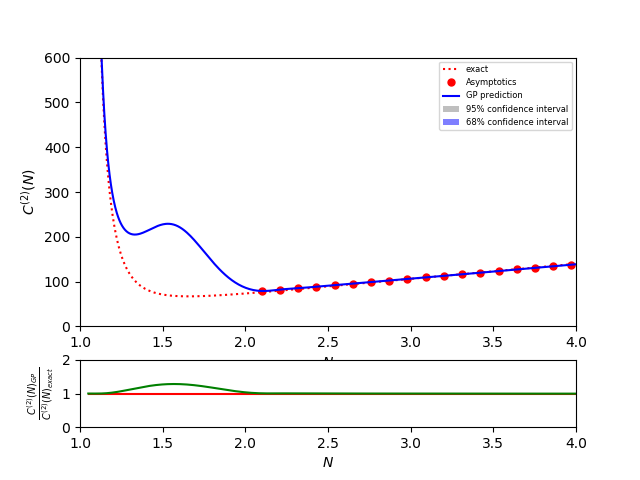 600
500
400
300
200
100
0
C^{(2)}(N)
exact
Asymptotics
GP prediction
95% confidence interval
68% confidence interval
1.0 1.5 2.0 2.5 3.0 3.5 4.0
2
1
0
C^{(2)}(N)_{GP}
C^{(2)}(N)_{exact}
1.0 1.5 2.0 2.5 3.0 3.5 4.0
N